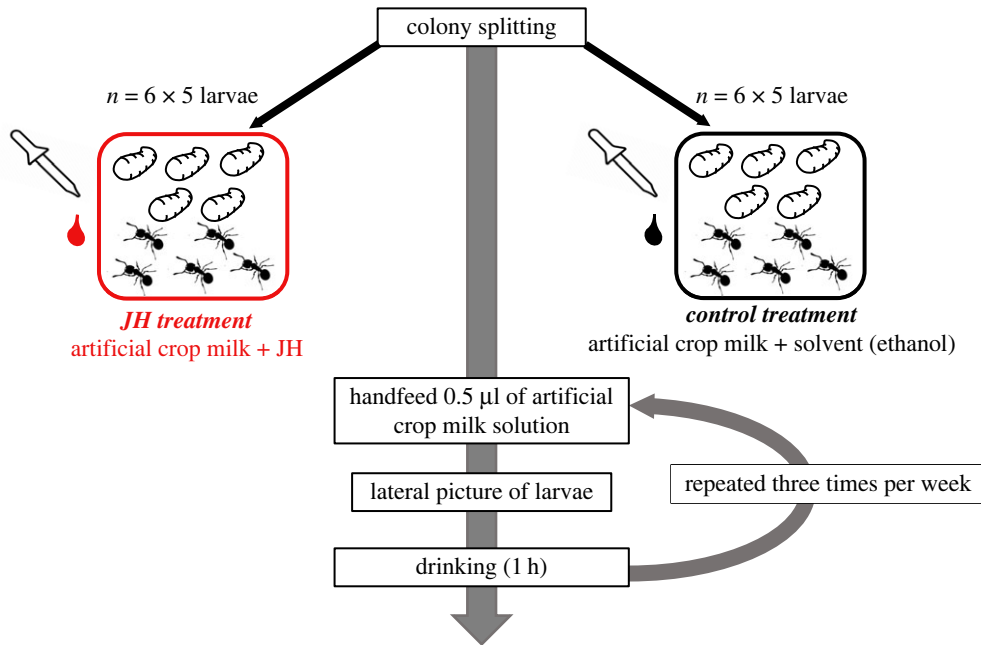 colony splitting
n = 6 × 5 larvae
n = 6 × 5 larvae
JH treatment
artificial crop milk + JH
control treatment
artificial crop milk + solvent (ethanol)
handfeed 0.5 µl of artificial
crop milk solution
lateral picture of larvae
repeated three times per week
drinking (1 h)